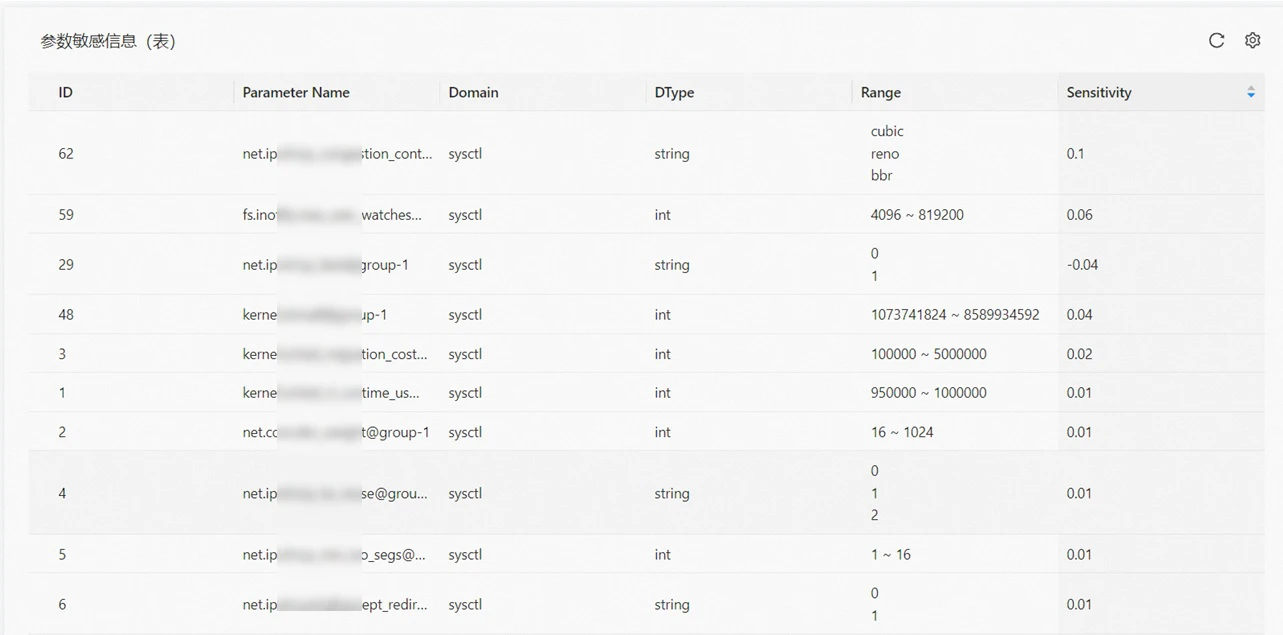 参数敏感信息（表）
ID Parameter Name Domain DType Range Sensitivity
62 net.ip stion_cont... sysctl string cubic 0.1
reno
bbr
59 fs.ino watches... sysctl int 4096 ~ 819200 0.06
29 net.ip group-1 sysctl string 0 -0.04
1
48 kerne up-1 sysctl int 1073741824 ~ 8589934592 0.04
3 kerne tion_cost... sysctl int 100000 ~ 5000000 0.02
1 kerne time_us... sysctl int 950000 ~ 1000000 0.01
2 net.co t@group-1 sysctl int 16 ~ 1024 0.01
4 net.ip se@grou... sysctl string 0 0.01
1
2
5 net.ip o_segs@... sysctl int 1 ~ 16 0.01
6 net.ip ept_redir... sysctl string 0 0.01
1